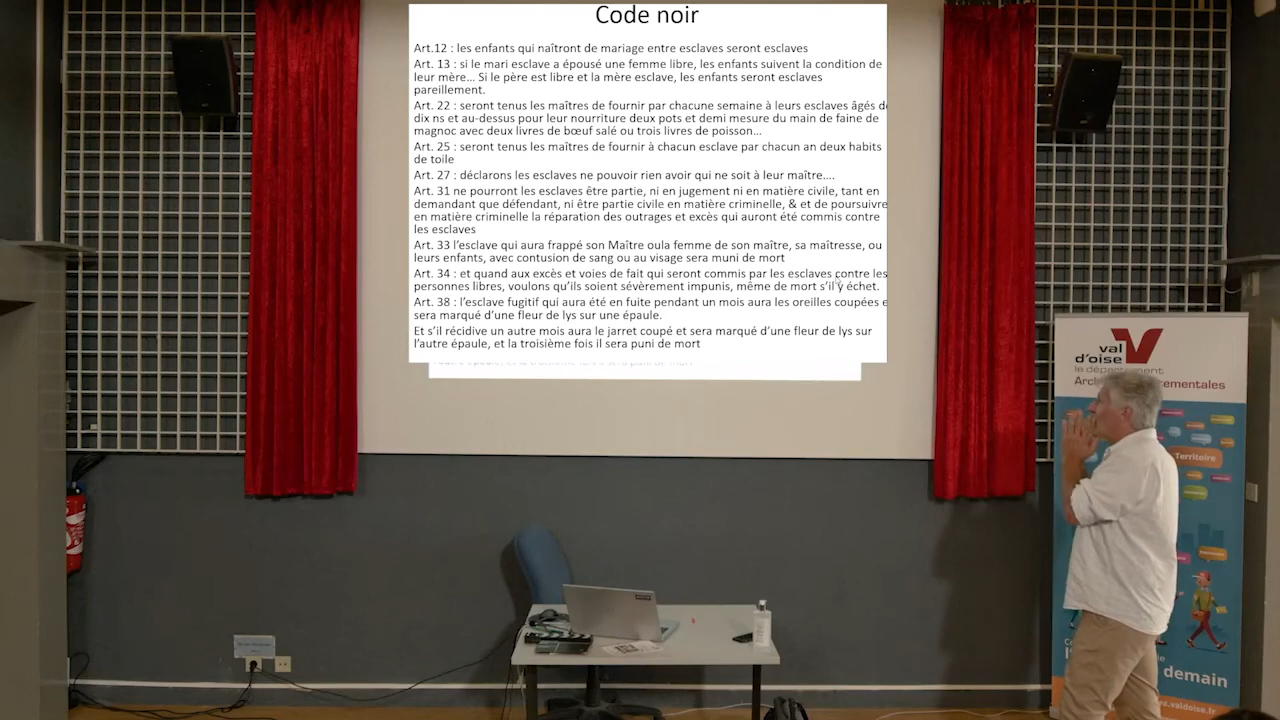 Code noir
Art.12 : les enfants qui naîtront de mariage entre esclaves seront esclaves
Art. 13 : si le mari esclave a épousé une femme libre, les enfants suivent la condition de
leur mère... Si le père est libre et la mère esclave, les enfants seront esclaves
pareillement.
Art. 22 : seront tenus les maîtres de fournir par chacune semaine à leurs esclaves âgés de
dix ns et au-dessus pour leur nourriture deux pots et demi mesure du main de faine de
magnoc avec deux livres de bœuf salé ou trois livres de poisson...
Art. 25 : seront tenus les maîtres de fournir à chacun esclave par chacun an deux habits
de toile
Art. 27 : déclarons les esclaves ne pouvoir rien avoir qui ne soit à leur maître....
Art. 31 ne pourront les esclaves être partie, ni en jugement ni en matière civile, tant en
demandant que défendant, ni être partie civile en matière criminelle, & et de poursuivre
en matière criminelle la réparation des outrages et excès qui auront été commis contre
les esclaves
Art. 33 l'esclave qui aura frappé son Maître oula femme de son maître, sa maîtresse, ou
leurs enfants, avec contusion de sang ou au visage sera muni de mort
Art. 34 : et quand aux excès et voies de fait qui seront commis par les esclaves contre les
personnes libres, voulons qu'ils soient sévèrement impunis, même de mort s'il y échet.
Art. 38 : l'esclave fugitif qui aura été en fuite pendant un mois aura les oreilles coupées e
sera marqué d'une fleur de lys sur une épaule.
Et s'il récidive un autre mois aura le jarret coupé et sera marqué d'une fleur de lys sur
l'autre épaule, et la troisième fois il sera puni de mort
val
d'oise
le département
Territoire
demain
valdoise.fr